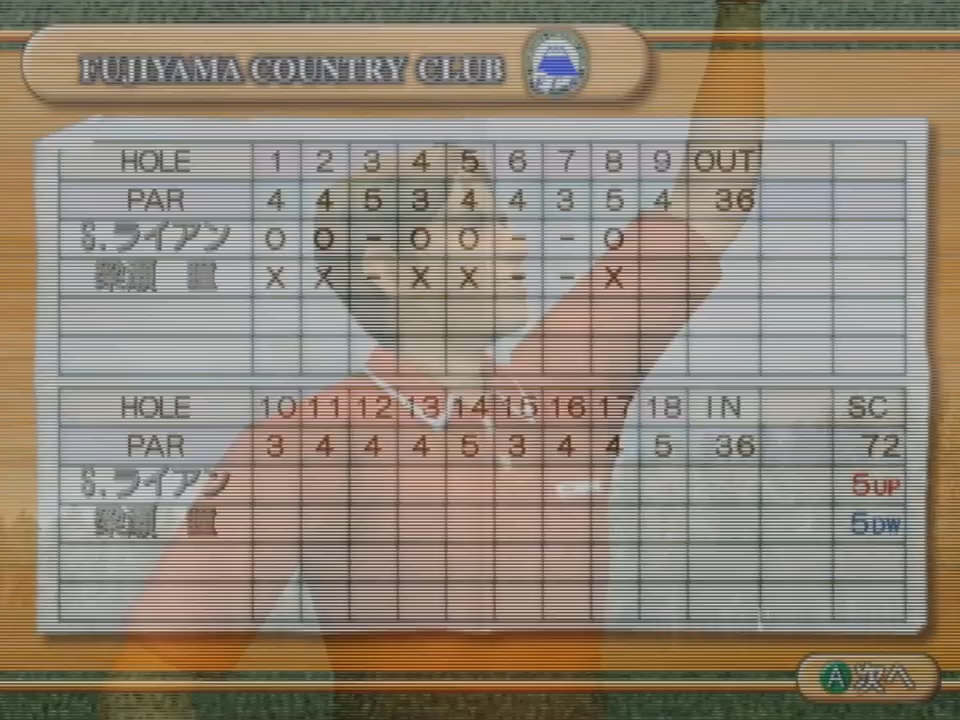 FUJIYAMA COUNTRY CLUB
HOLE 1 2 3 4 5 6 7 8 9 OUT
PAR 4 4 5 3 4 4 3 5 4 36
S.ライアン O O - O O - - O
X X - X X - - X
HOLE 10 11 12 13 14 15 16 17 18 IN SC
PAR 3 4 4 4 5 3 4 4 5 36 72
S.ライアン 5UP
5DW
A 次へ